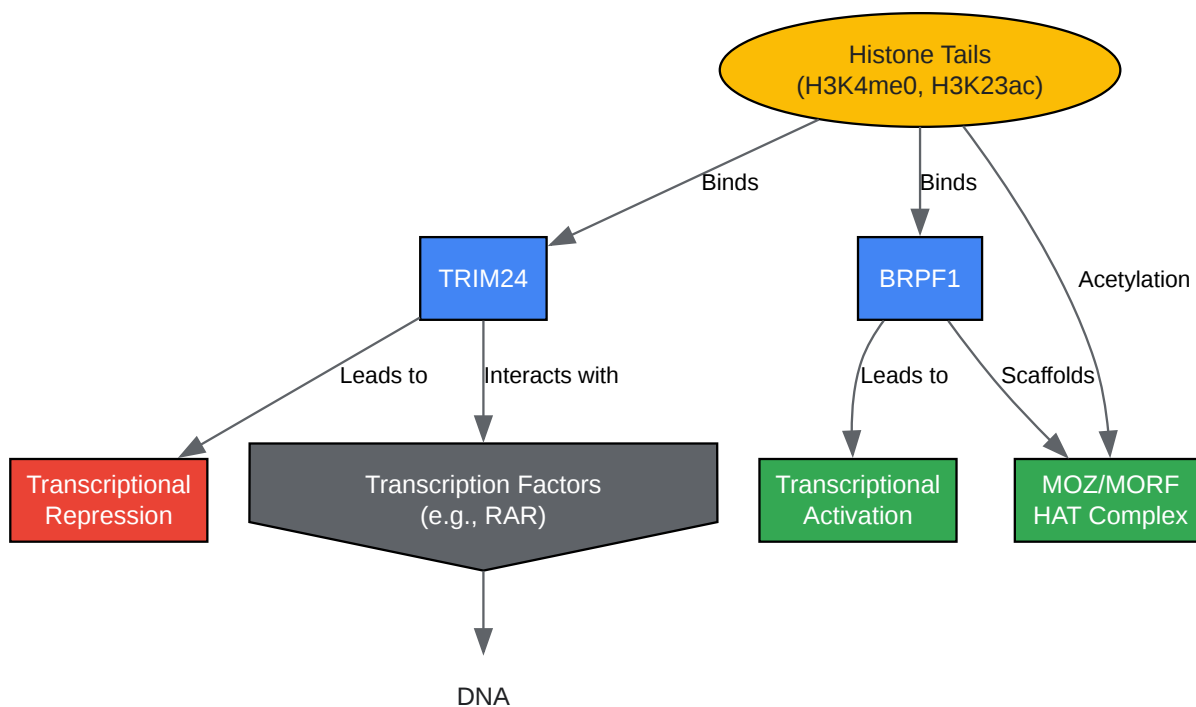 Histone Tails
(H3K4me0, H3K23ac)
Binds
Binds
TRIM24
BRPF1
Acetylation
Leads to
Interacts with
Leads to
Scaffolds
Transcriptional
Repression
Transcription Factors
(e.g., RAR)
Transcriptional
Activation
MOZ/MORF
HAT Complex
DNA